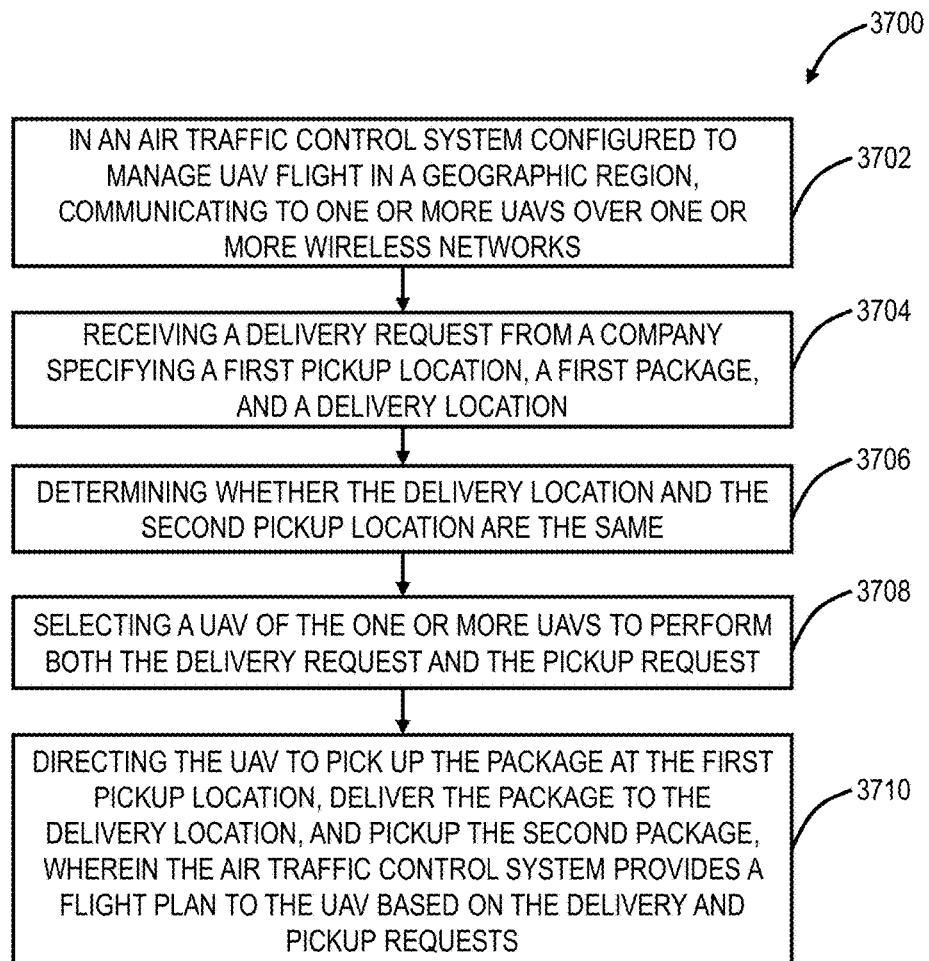 3700
IN AN AIR TRAFFIC CONTROL SYSTEM CONFIGURED TO
MANAGE UAV FLIGHT IN A GEOGRAPHIC REGION,
COMMUNICATING TO ONE OR MORE UAVS OVER ONE OR
MORE WIRELESS NETWORKS
3702
RECEIVING A DELIVERY REQUEST FROM A COMPANY
SPECIFYING A FIRST PICKUP LOCATION, A FIRST PACKAGE,
AND A DELIVERY LOCATION
3704
DETERMINING WHETHER THE DELIVERY LOCATION AND THE
SECOND PICKUP LOCATION ARE THE SAME
3706
SELECTING A UAV OF THE ONE OR MORE UAVS TO PERFORM
BOTH THE DELIVERY REQUEST AND THE PICKUP REQUEST
3708
DIRECTING THE UAV TO PICK UP THE PACKAGE AT THE FIRST
PICKUP LOCATION, DELIVER THE PACKAGE TO THE
DELIVERY LOCATION, AND PICKUP THE SECOND PACKAGE,
WHEREIN THE AIR TRAFFIC CONTROL SYSTEM PROVIDES A
FLIGHT PLAN TO THE UAV BASED ON THE DELIVERY AND
PICKUP REQUESTS
3710